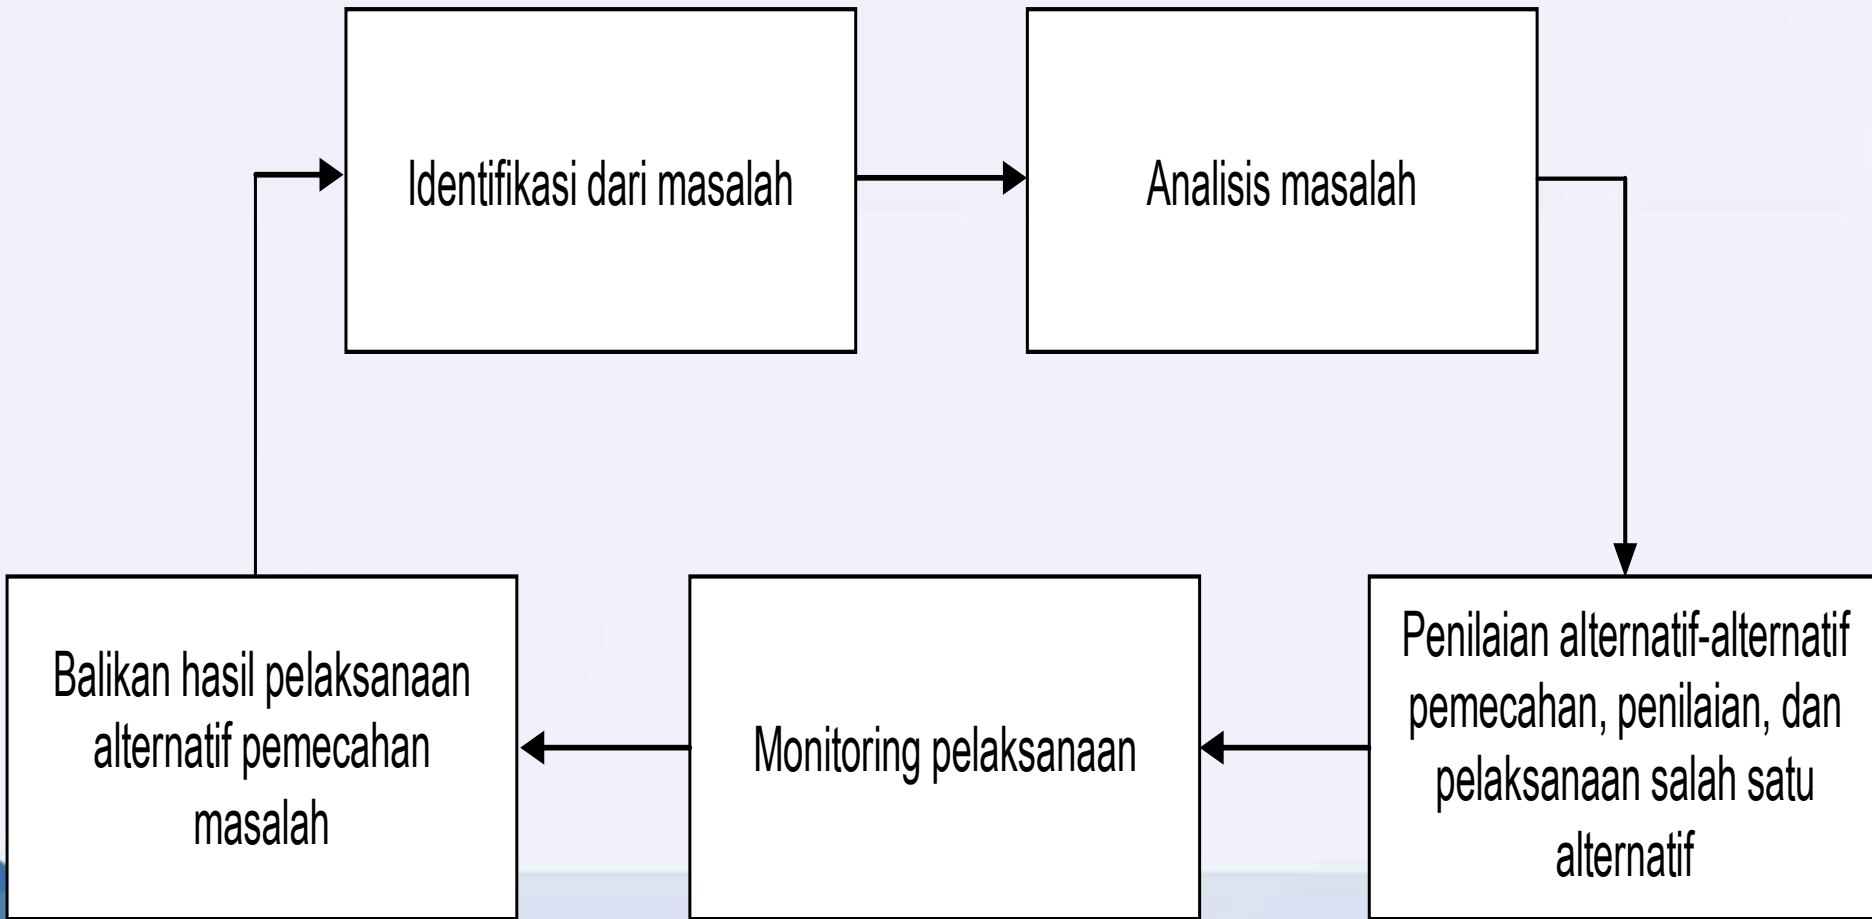 Identifikasi dari masalah
Analisis masalah
Penilaian alternatif-alternatif
pemecahan, penilaian, dan
pelaksanaan salah satu
alternatif
Monitoring pelaksanaan
Balikan hasil pelaksanaan
alternatif pemecahan
masalah